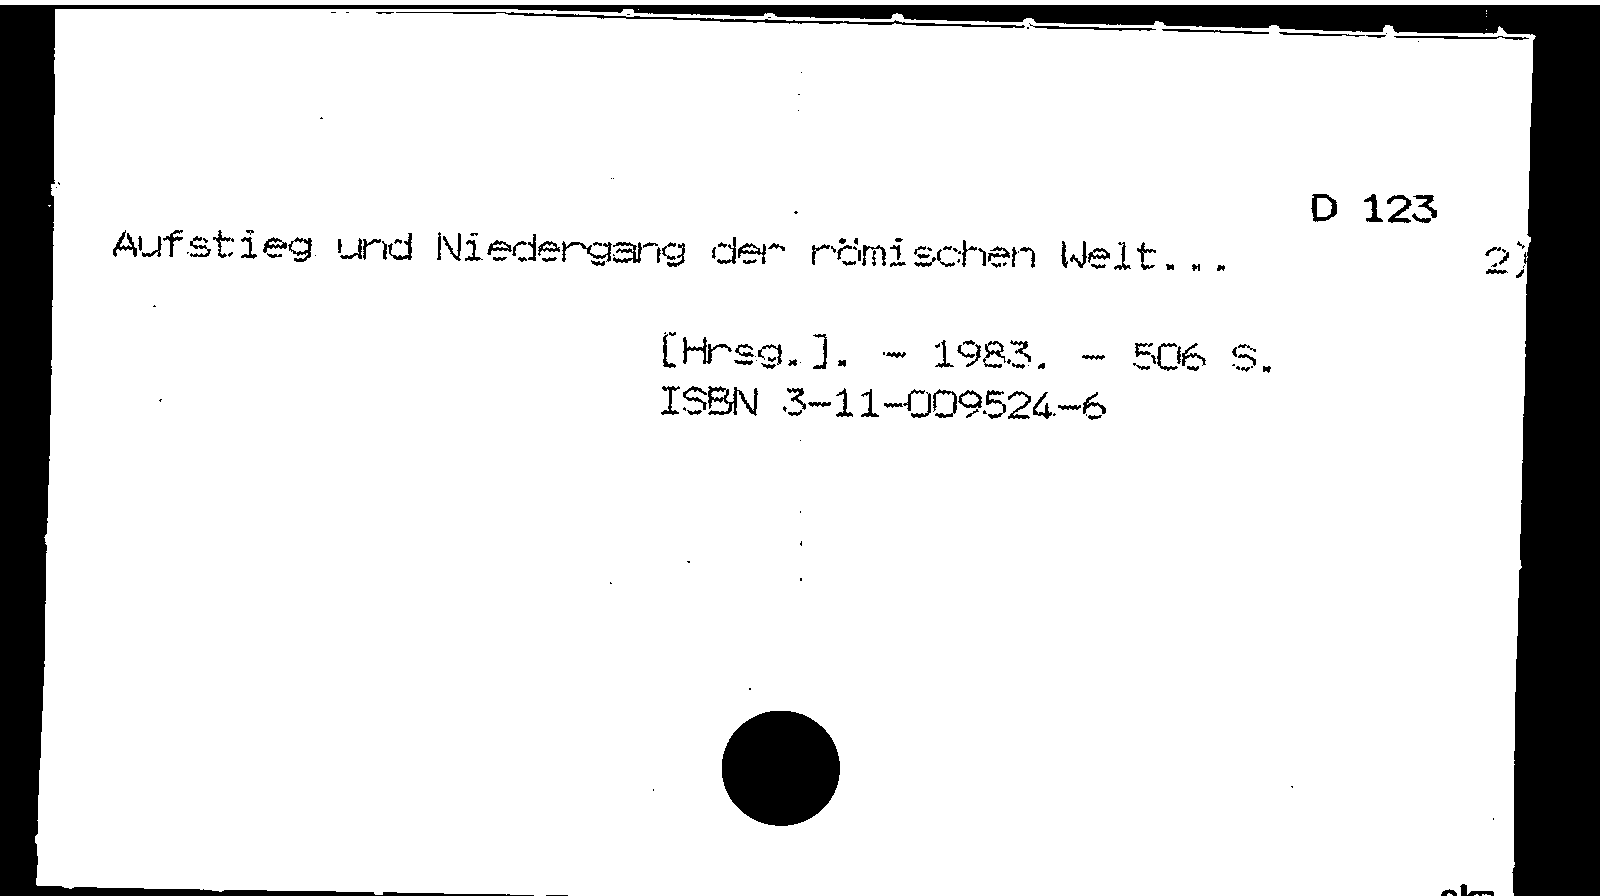 D 123
Aufstieg und Niedergang der römischen Welt... 2)
[Hrsg.]. - 1983. - 506 S.
ISBN 3-11-009524-6